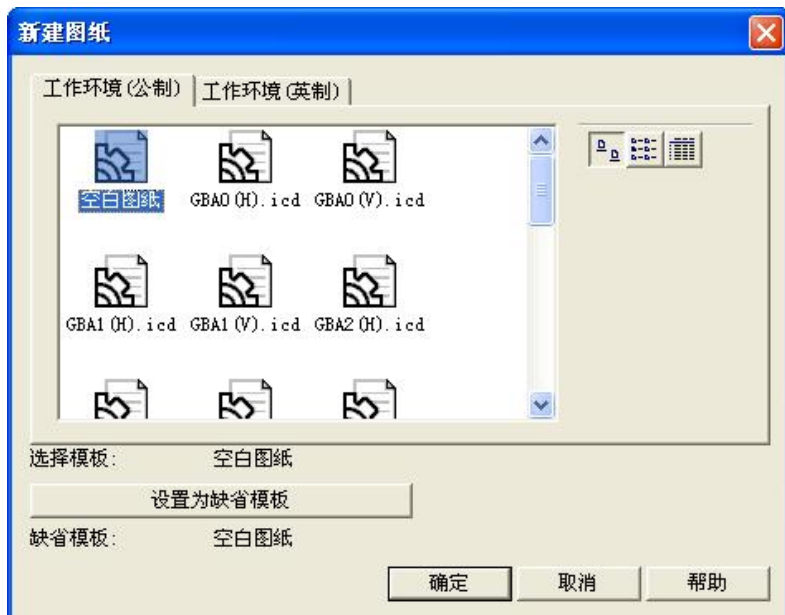 新建图纸
工作环境(公制) 工作环境(英制)
空白图纸 GBA0(H).icd GBA0(V).icd
GBA1(H).icd GBA1(V).icd GBA2(H).icd
选择模板: 空白图纸
设置为缺省模板
缺省模板: 空白图纸
确定 取消 帮助